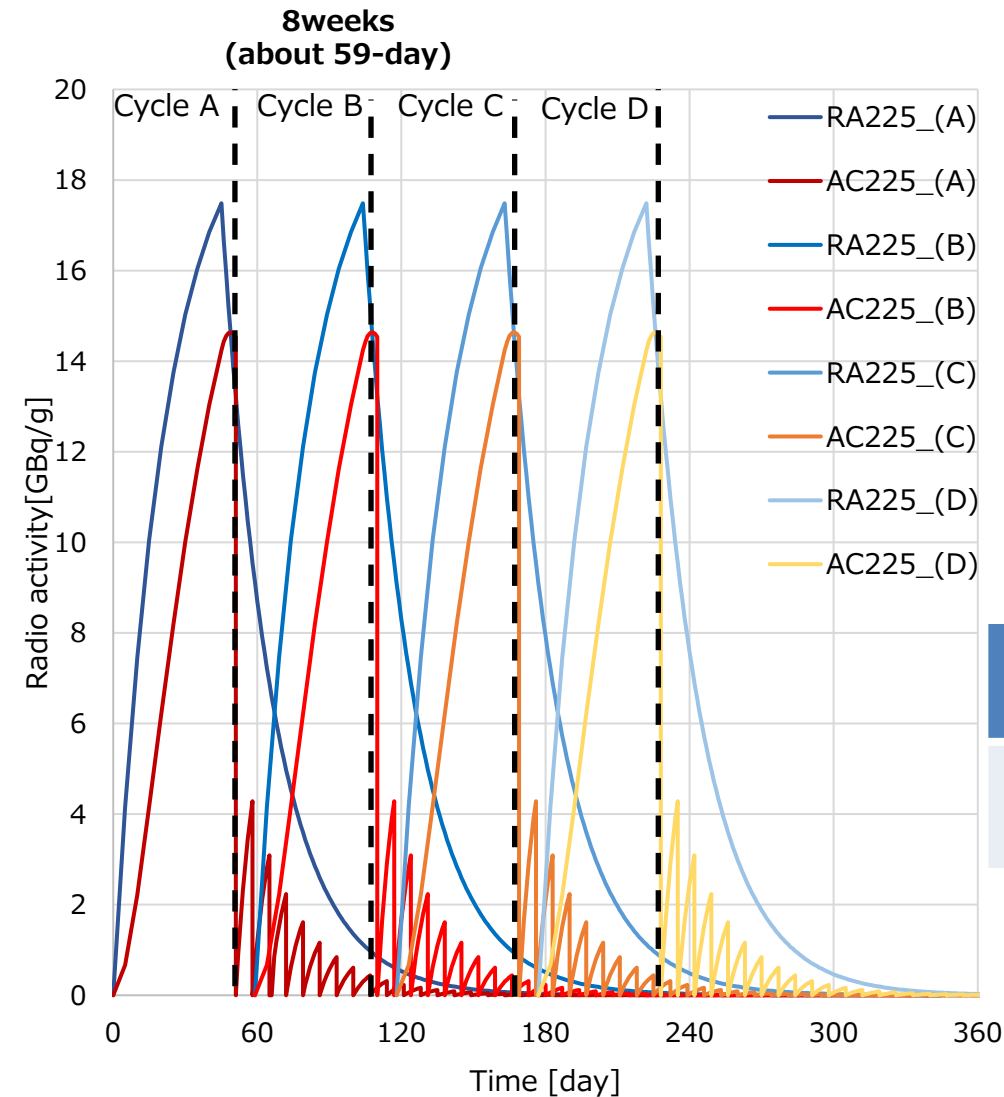 8weeks
(about 59-day)
Cycle A
Cycle B
Cycle C
Cycle D
RA225_(A)
AC225_(A)
RA225_(B)
AC225_(B)
RA225_(C)
AC225_(C)
RA225_(D)
AC225_(D)
Radio activity[GBq/g]
20
18
16
14
12
10
8
6
4
2
0
0 60 120 180 240 300 360
Time [day]